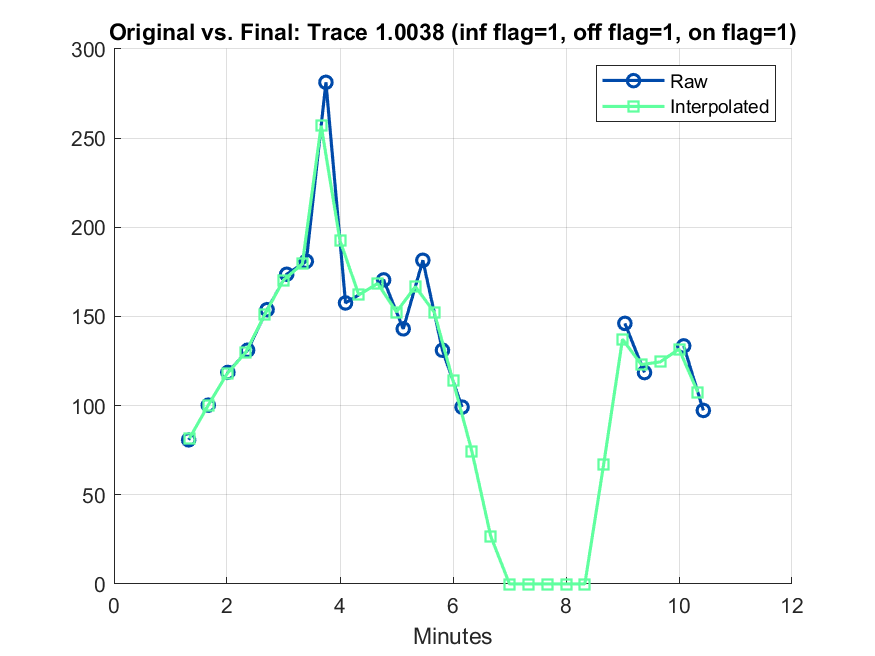 Original vs. Final: Trace 1.0038 (inf flag=1, off flag=1, on flag=1)
300
Raw
Interpolated
250
200
150
100
50
0
0 2 4 6 8 10 12
Minutes